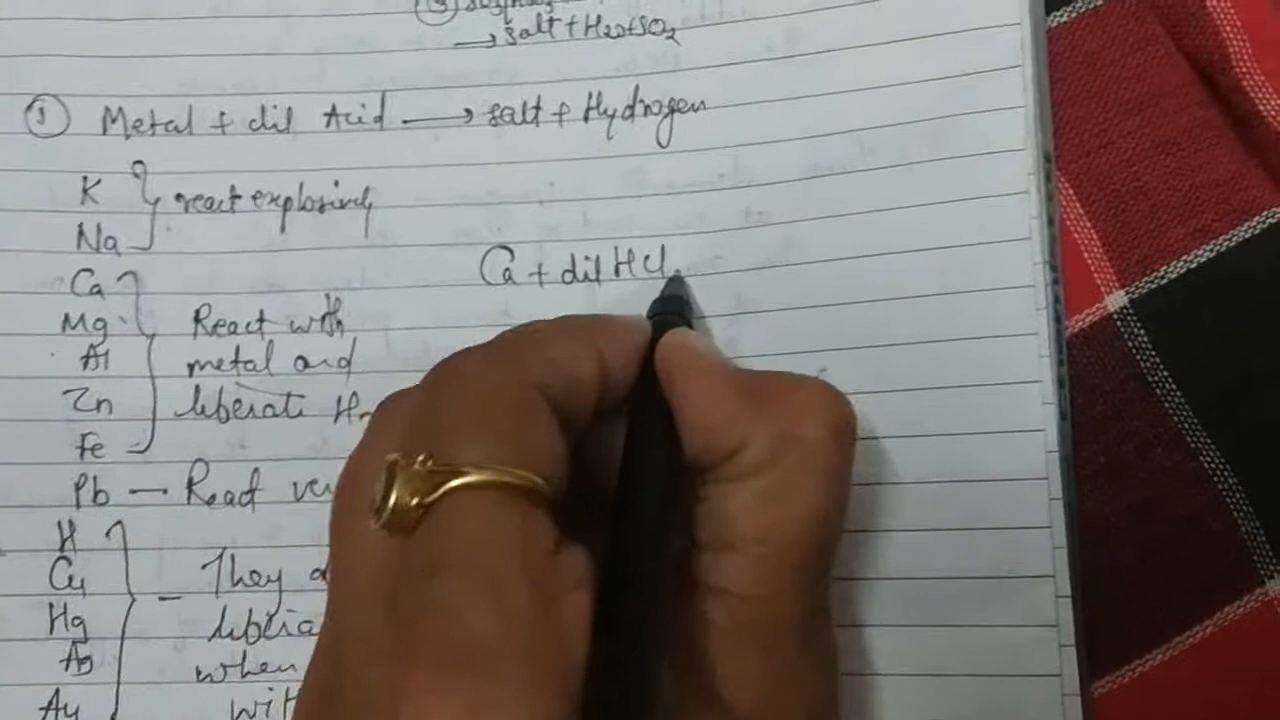 → salt + H2O + SO2
① Metal + dil Acid → salt + Hydrogen
K
Na
react explosively
Ca + dil HCl
Ca
Mg
Al
Zn
Fe
React with
metal and
liberate H
Pb — React
H
Cu
Hg
Ag
Au
— They
when